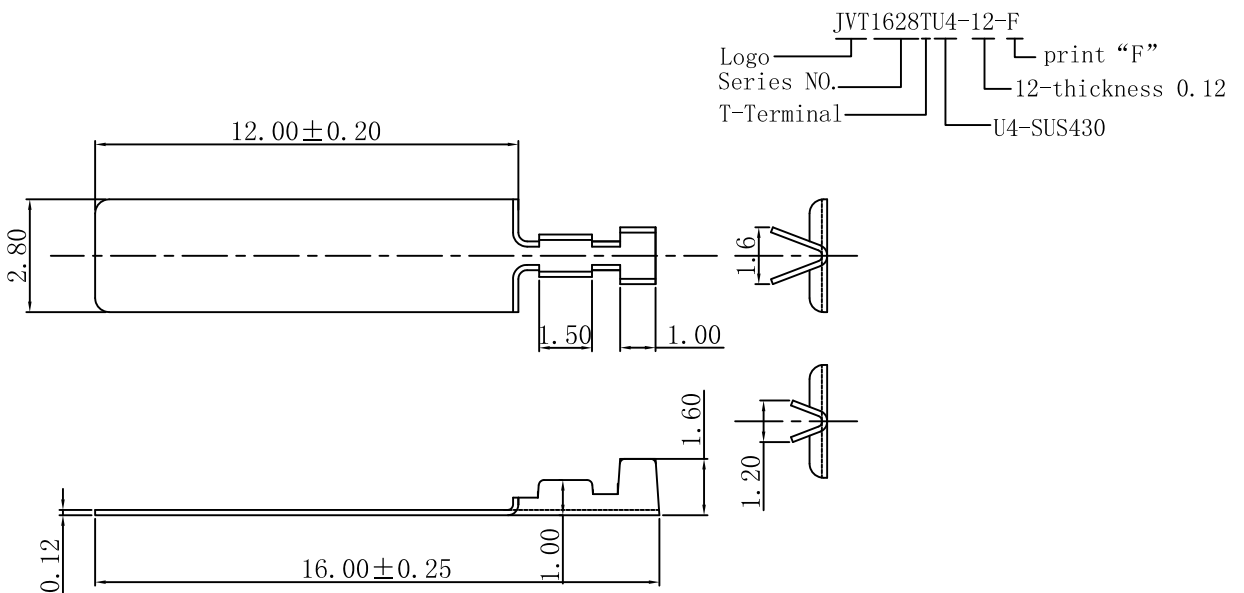 JVT1628TU4-12-F
Logo
print “F”
Series NO.
12-thickness 0.12
T-Terminal
U4-SUS430
12.00±0.20
2.80
1.6
1.50
1.00
1.60
1.20
0.12
1.00
16.00±0.25